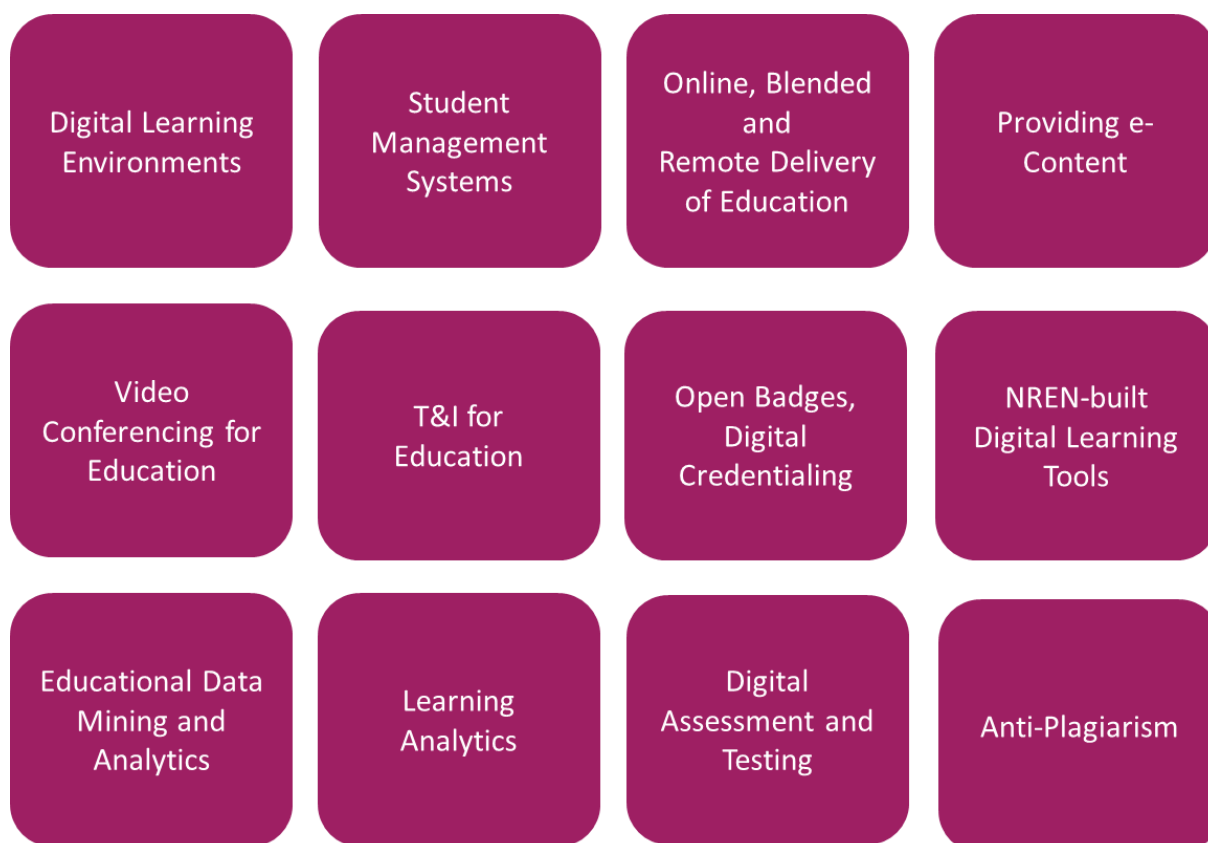 Digital Learning
Environments
Student
Management
Systems
Online, Blended
and
Remote Delivery
of Education
Providing e-
Content
Video
Conferencing for
Education
T&I for
Education
Open Badges,
Digital
Credentialing
NREN-built
Digital Learning
Tools
Educational Data
Mining and
Analytics
Learning
Analytics
Digital
Assessment and
Testing
Anti-Plagiarism